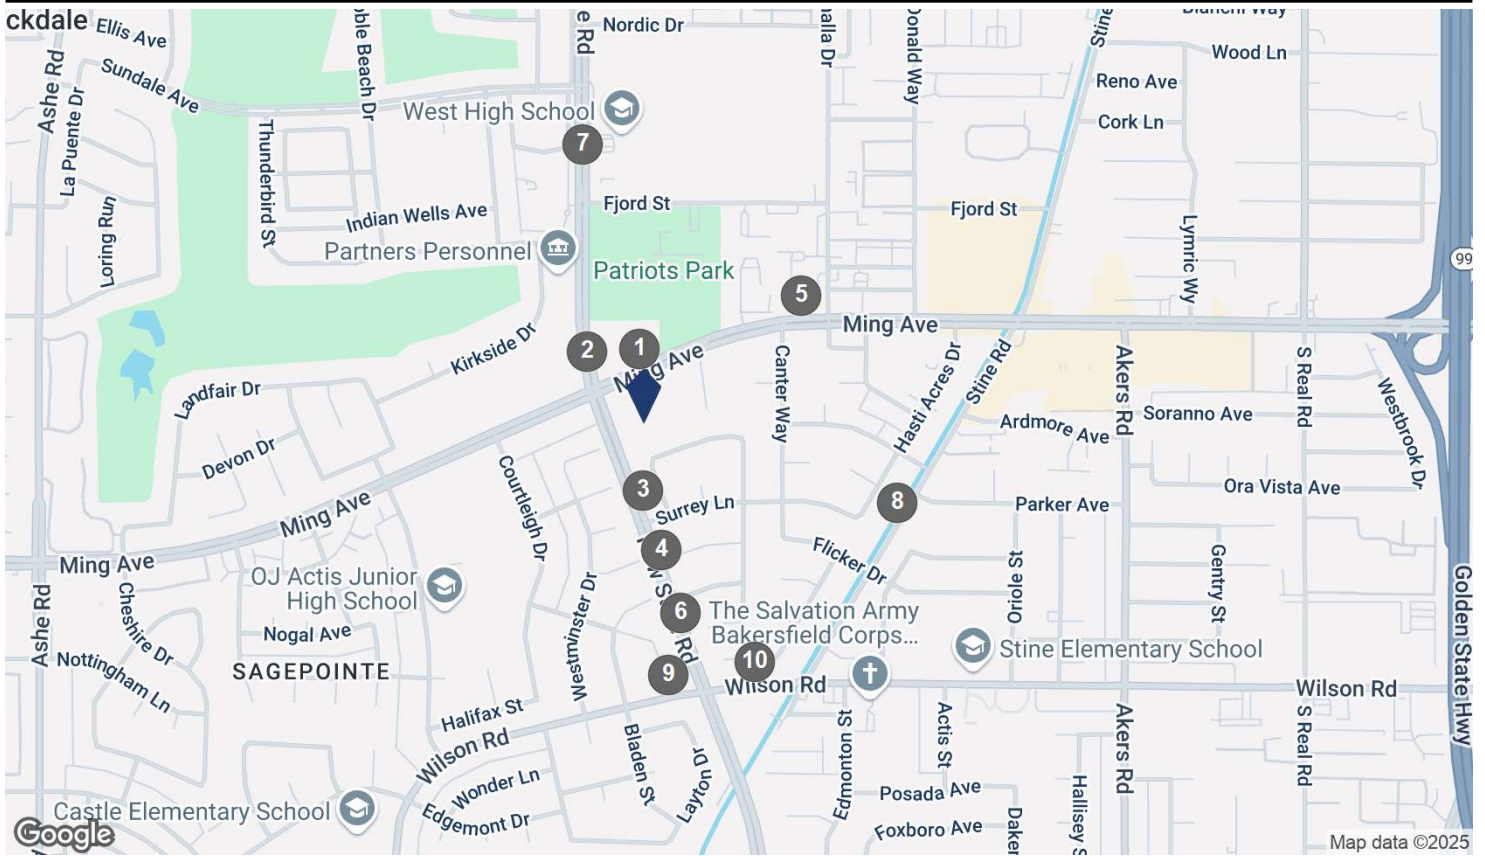 ckdale
Ellis Ave
Sundale Ave
Ashe Rd
La Puente Dr
Loring Run
Thunderbird St
ble Beach Dr
e Rd
Nordic Dr
alla Dr
Donald Way
Stine
Wood Ln
Reno Ave
Cork Ln
West High School
7
Indian Wells Ave
Fjord St
Fjord St
Lymric Wy
99
Partners Personnel
Patriots Park
5
Ming Ave
Kirkside Dr
2
1
Ming Ave
Landfair Dr
Devon Dr
Canter Way
Hasti Acres Dr
Stine Rd
Akers Rd
Ardmore Ave
Soranno Ave
S Real Rd
Westbrook Dr
Ming Ave
Courtleigh Dr
3
Surrey Ln
8
Parker Ave
Ora Vista Ave
4
Flicker Dr
Ming Ave
Ashe Rd
Cheshire Dr
OJ Actis Junior
High School
Nogal Ave
Westminster Dr
6
Rd
The Salvation Army
Bakersfield Corps...
Oriole St
Gentry St
Golden State Hwy
Stine Elementary School
Nottingham Ln
SAGEPOINTE
9
10
Wilson Rd
Wilson Rd
Halifax St
Wilson Rd
Bladen St
Layton Dr
Edmonton St
Actis St
Akers Rd
S Real Rd
Wonder Ln
Edgemont Dr
Castle Elementary School
Posada Ave
Foxboro Ave
Daker
Hallisey S
Google
Map data ©2025